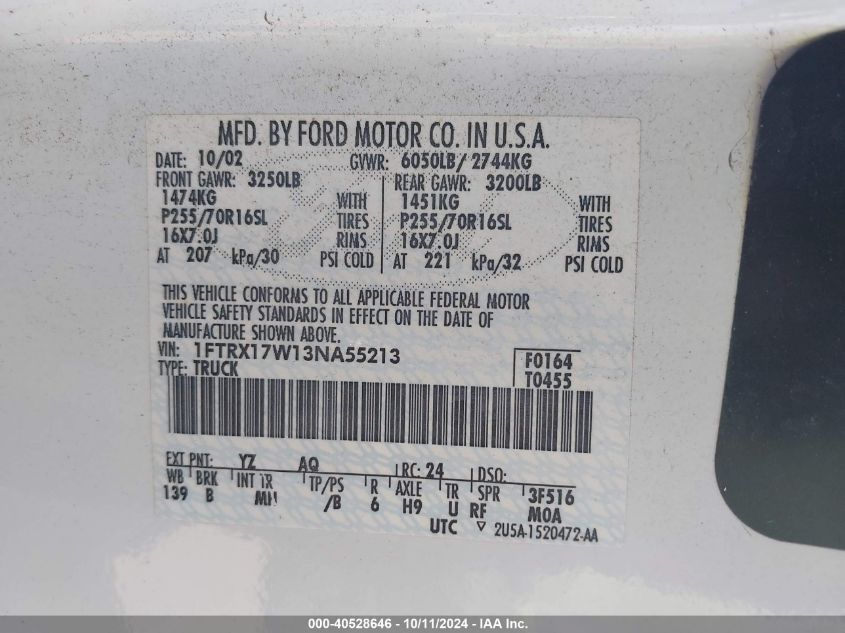 MFD. BY FORD MOTOR CO. IN U.S.A.
DATE: 10/02 GVWR: 6050LB/ 2744KG
FRONT GAWR: 3250LB REAR GAWR: 3200LB
1474KG WITH 1451KG WITH
P255/70R16SL TIRES P255/70R16SL TIRES
16X7.0J RIMS 16X7.0J RIMS
AT 207 kPa/30 PSI COLD AT 221 kPa/32 PSI COLD
THIS VEHICLE CONFORMS TO ALL APPLICABLE FEDERAL MOTOR
VEHICLE SAFETY STANDARDS IN EFFECT ON THE DATE OF
MANUFACTURE SHOWN ABOVE.
VIN: 1FTRX17W13NA55213 F0164
TYPE: TRUCK T0455
EXT PNT: YZ AQ RC: 24 DSO:
WB BRK INT TR TP/PS R AXLE TR SPR 3F516
139 B MH /B 6 H9 U RF MOA
UTC ▽ 2U5A-1520472-AA
000-40528646 - 10/11/2024 - IAA Inc.